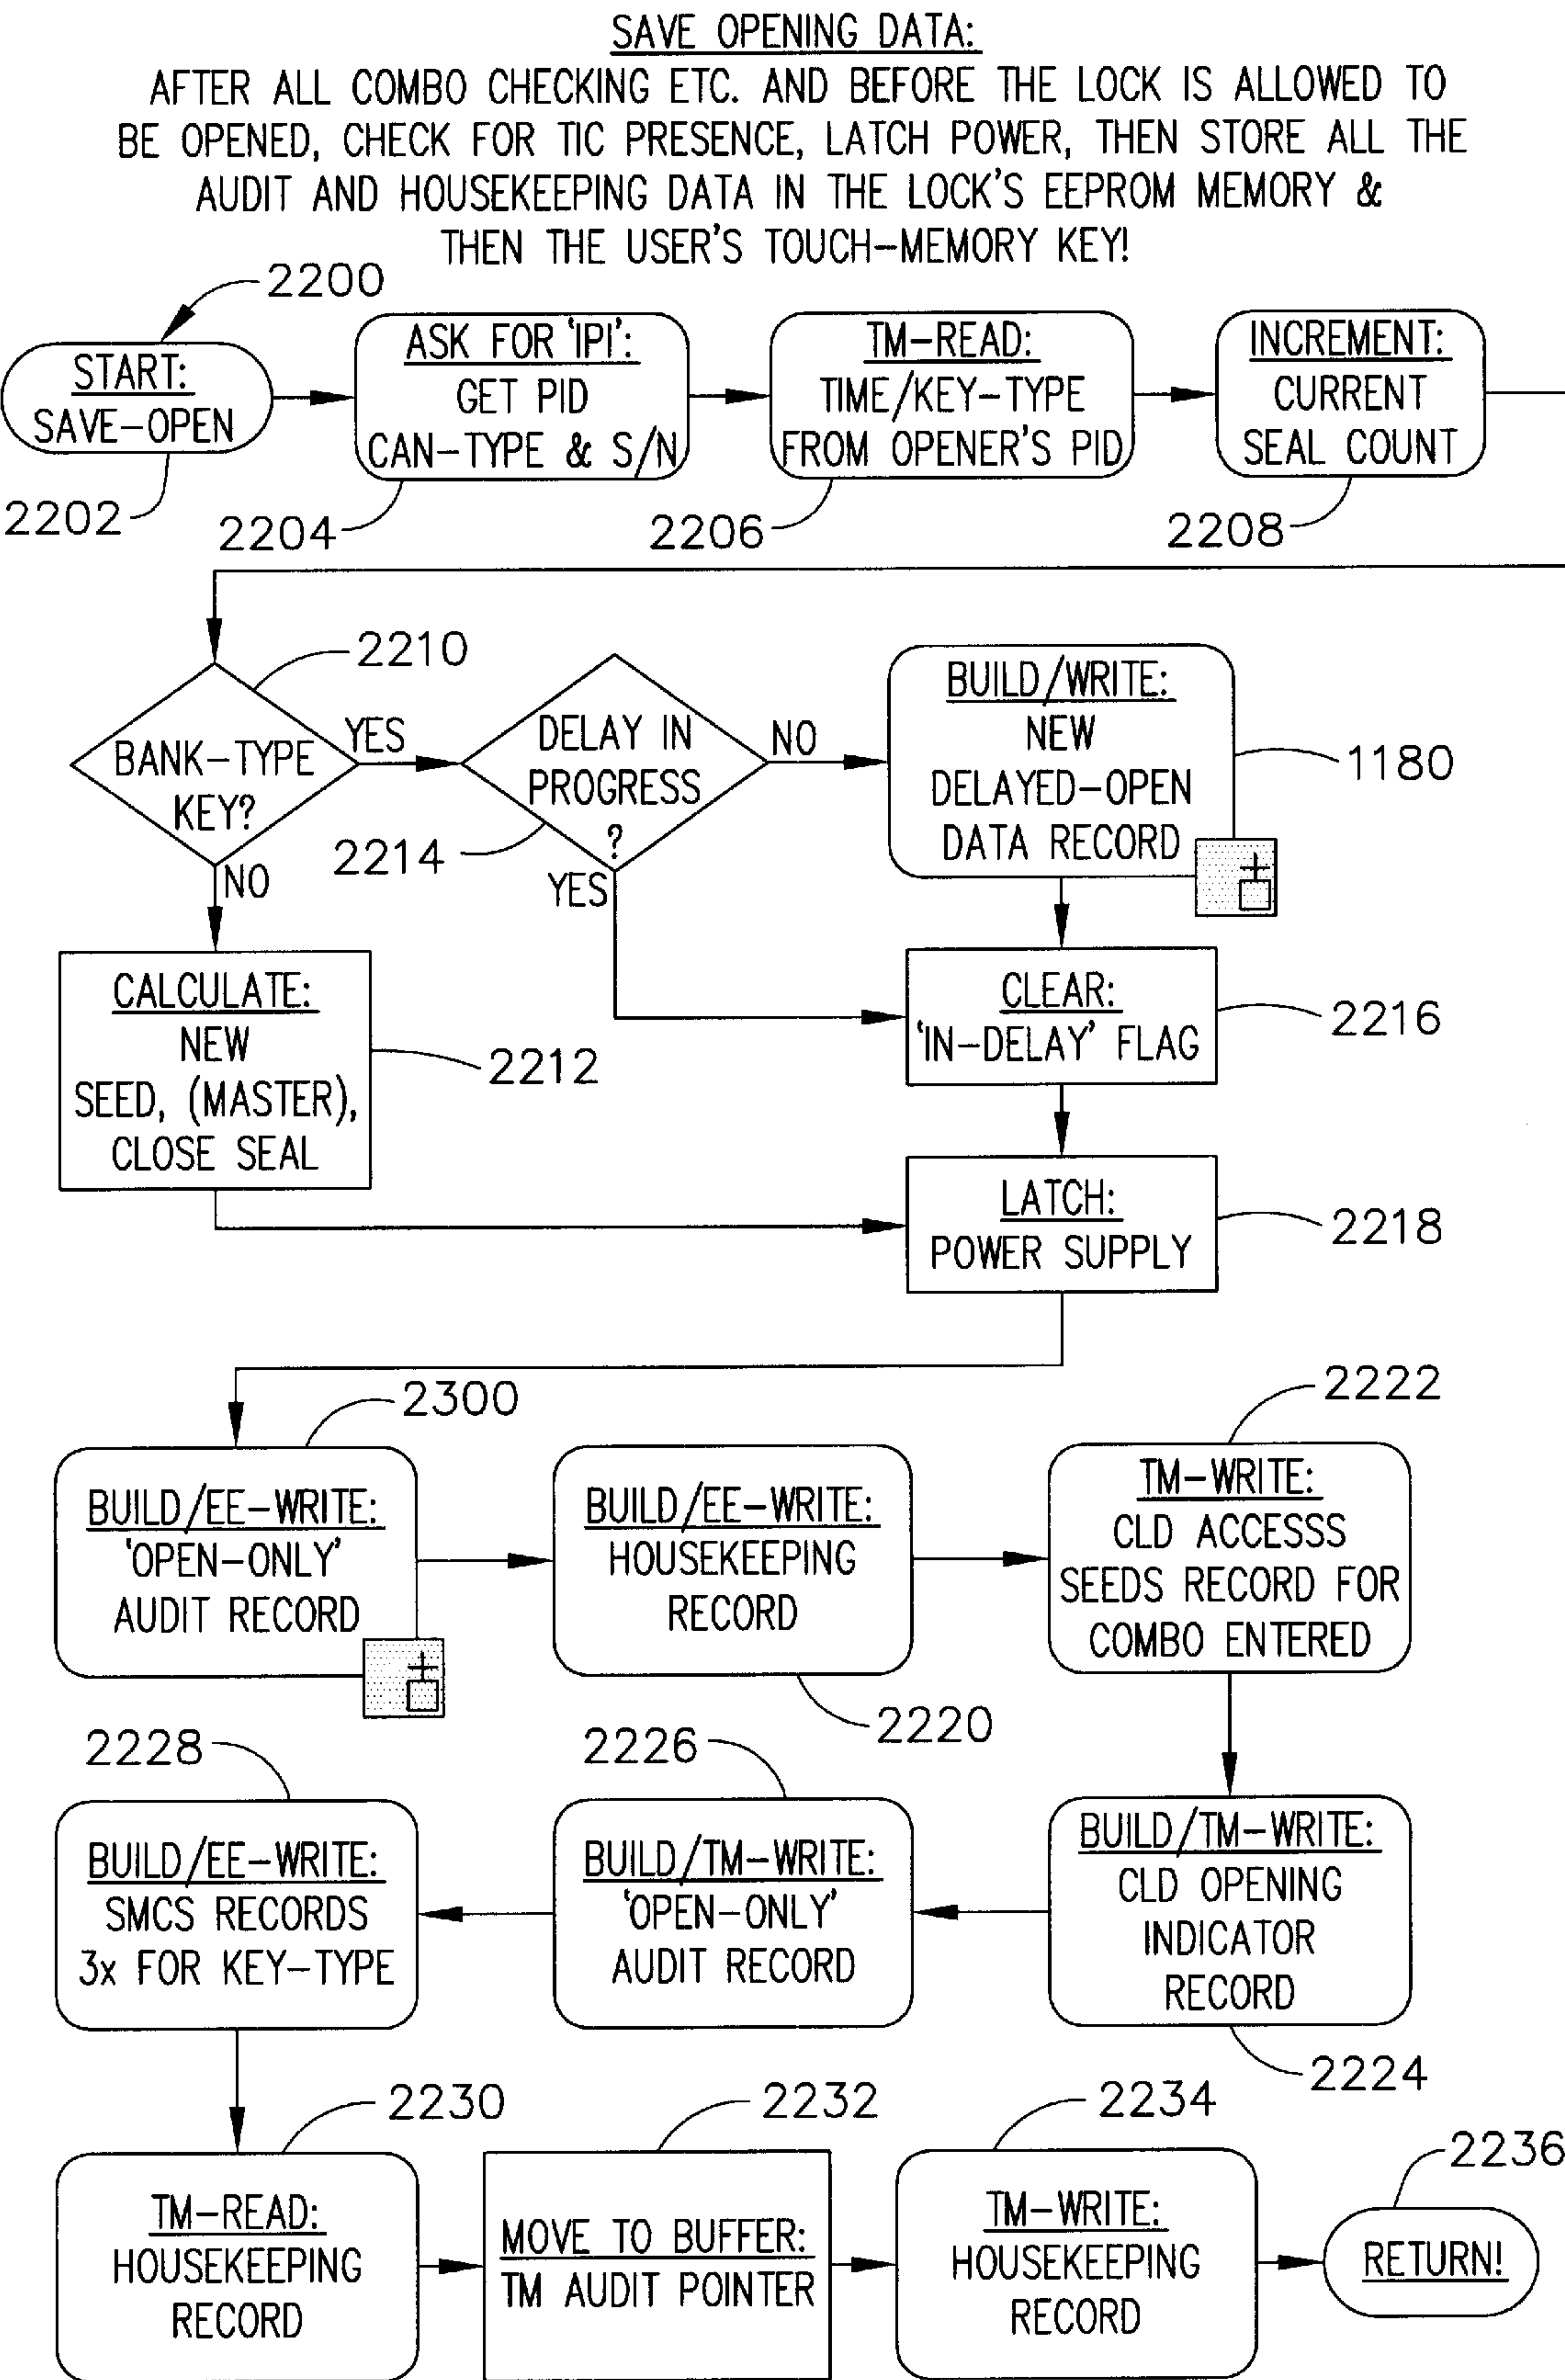 SAVE OPENING DATA:
AFTER ALL COMBO CHECKING ETC. AND BEFORE THE LOCK IS ALLOWED TO
BE OPENED, CHECK FOR TIC PRESENCE, LATCH POWER, THEN STORE ALL THE
AUDIT AND HOUSEKEEPING DATA IN THE LOCK'S EEPROM MEMORY &
THEN THE USER'S TOUCH-MEMORY KEY!
2200
START:
SAVE-OPEN
2202
ASK FOR 'IPI':
GET PID
CAN-TYPE & S/N
2204
TM-READ:
TIME/KEY-TYPE
FROM OPENER'S PID
2206
INCREMENT:
CURRENT
SEAL COUNT
2208
2210
BANK-TYPE
KEY?
YES
NO
DELAY IN
PROGRESS
?
2214
NO
YES
BUILD/WRITE:
NEW
DELAYED-OPEN
DATA RECORD
1180
CALCULATE:
NEW
SEED, (MASTER),
CLOSE SEAL
2212
CLEAR:
'IN-DELAY' FLAG
2216
LATCH:
POWER SUPPLY
2218
2300
BUILD/EE-WRITE:
'OPEN-ONLY'
AUDIT RECORD
BUILD/EE-WRITE:
HOUSEKEEPING
RECORD
2220
2222
TM-WRITE:
CLD ACCESSS
SEEDS RECORD FOR
COMBO ENTERED
BUILD/TM-WRITE:
CLD OPENING
INDICATOR
RECORD
2224
2226
BUILD/TM-WRITE:
'OPEN-ONLY'
AUDIT RECORD
2228
BUILD/EE-WRITE:
SMCS RECORDS
3x FOR KEY-TYPE
2230
TM-READ:
HOUSEKEEPING
RECORD
2232
MOVE TO BUFFER:
TM AUDIT POINTER
2234
TM-WRITE:
HOUSEKEEPING
RECORD
2236
RETURN!